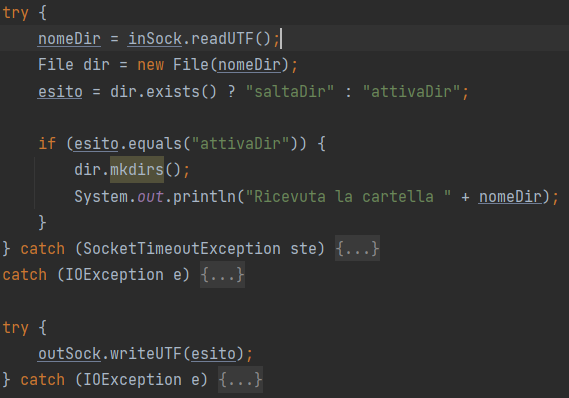 try {
nomeDir = inSock.readUTF();
File dir = new File(nomeDir);
esito = dir.exists() ? "saltaDir" : "attivaDir";
if (esito.equals("attivaDir")) {
dir.mkdirs();
System.out.println("Ricevuta la cartella " + nomeDir);
}
} catch (SocketTimeoutException ste) {...}
catch (IOException e) {...}
try {
outSock.writeUTF(esito);
} catch (IOException e) {...}